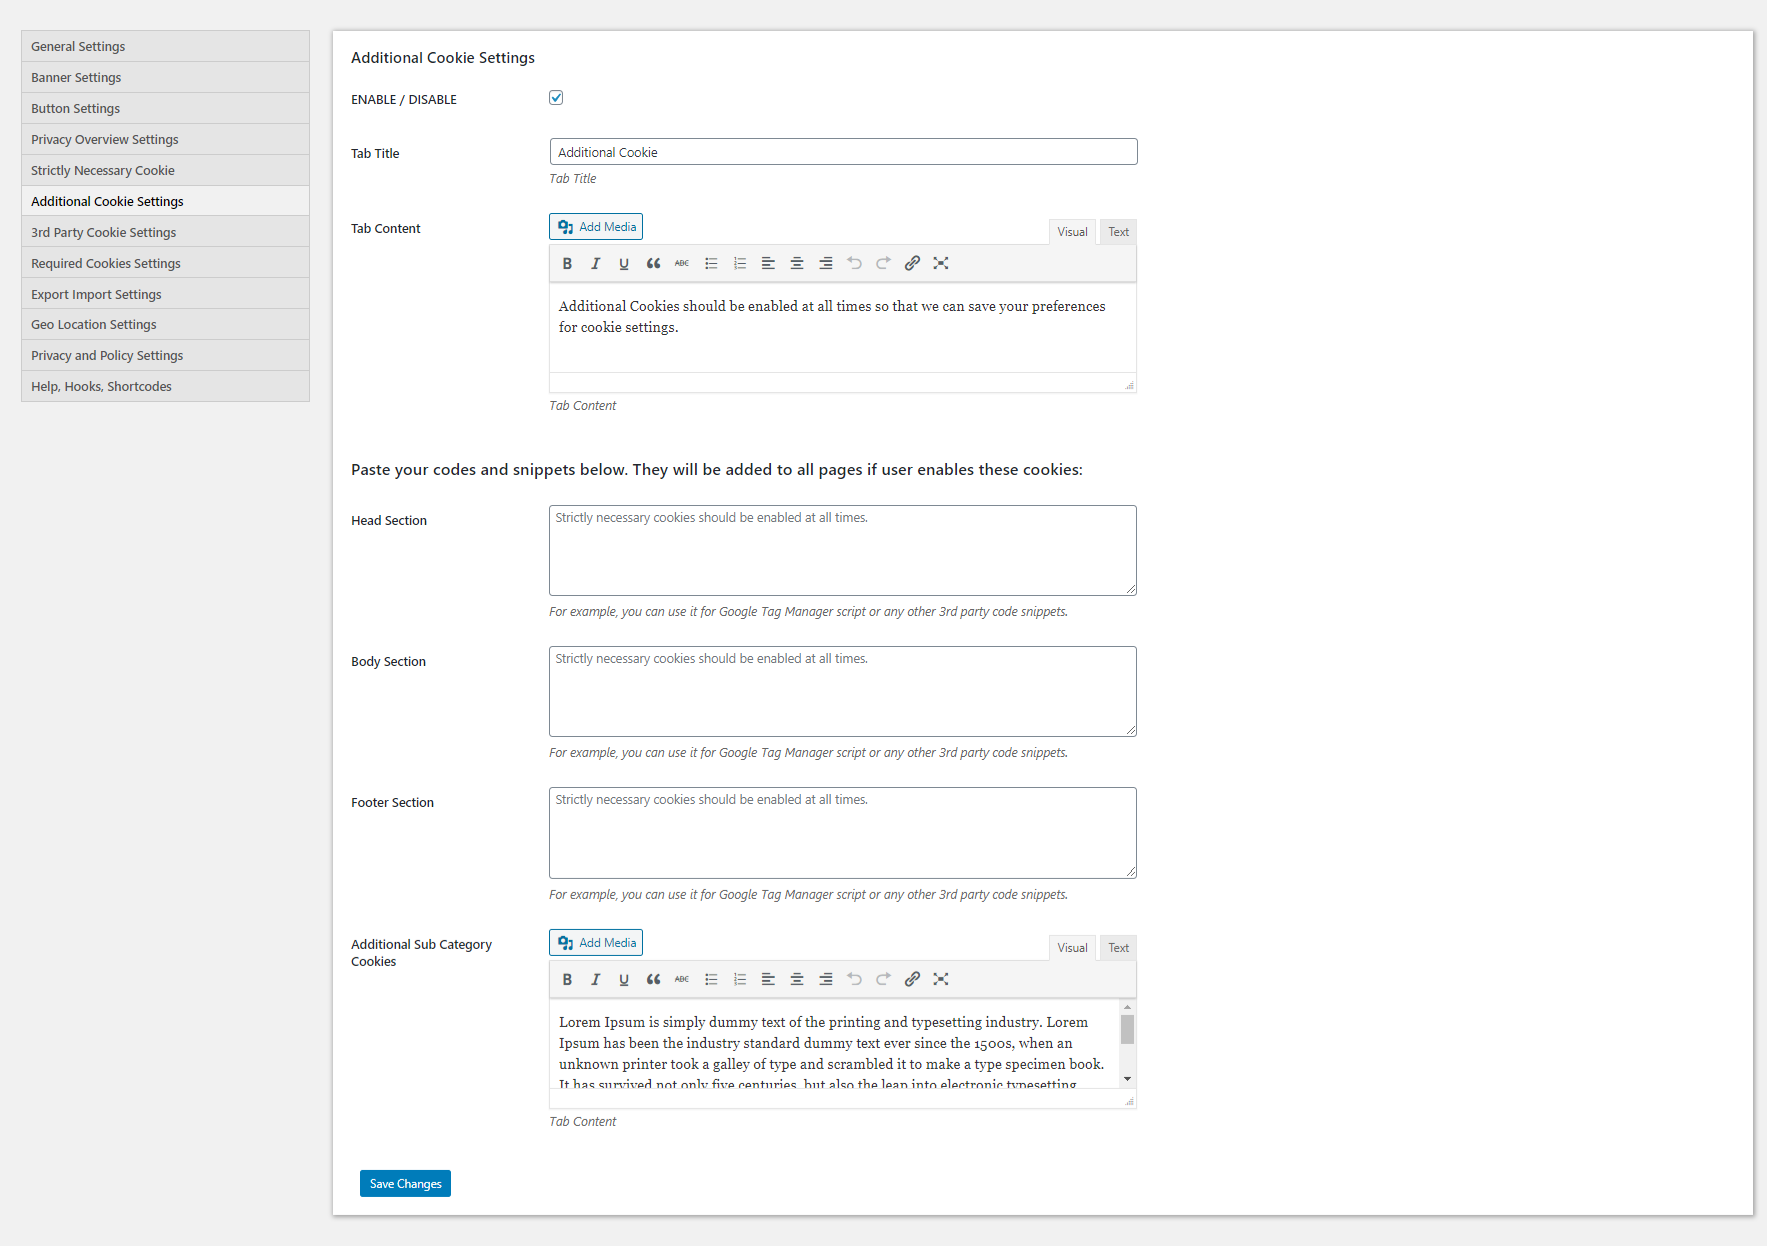 General Settings
Banner Settings
Button Settings
Privacy Overview Settings
Strictly Necessary Cookie
Additional Cookie Settings
3rd Party Cookie Settings
Required Cookies Settings
Export Import Settings
Geo Location Settings
Privacy and Policy Settings
Help, Hooks, Shortcodes
Additional Cookie Settings
ENABLE / DISABLE
Tab Title
Additional Cookie
Tab Title
Tab Content
Add Media
Visual
Text
B I U ABC
Additional Cookies should be enabled at all times so that we can save your preferences
for cookie settings.
Tab Content
Paste your codes and snippets below. They will be added to all pages if user enables these cookies:
Head Section
Strictly necessary cookies should be enabled at all times.
For example, you can use it for Google Tag Manager script or any other 3rd party code snippets.
Body Section
Strictly necessary cookies should be enabled at all times.
For example, you can use it for Google Tag Manager script or any other 3rd party code snippets.
Footer Section
Strictly necessary cookies should be enabled at all times.
For example, you can use it for Google Tag Manager script or any other 3rd party code snippets.
Additional Sub Category
Cookies
Add Media
Visual
Text
B I U ABC
Lorem Ipsum is simply dummy text of the printing and typesetting industry. Lorem
Ipsum has been the industry standard dummy text ever since the 1500s, when an
unknown printer took a galley of type and scrambled it to make a type specimen book.
It has survived not only five centuries, but also the leap into electronic typesetting,
Tab Content
Save Changes